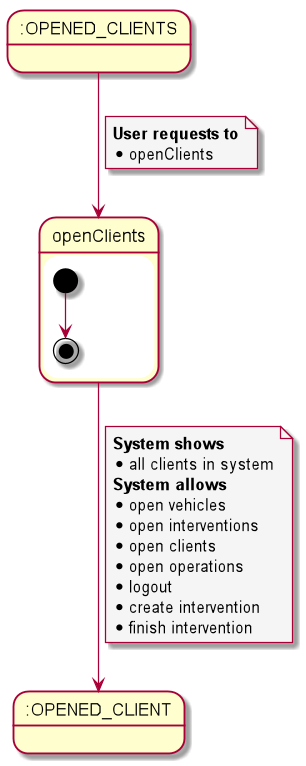 :OPENED_CLIENTS
User requests to
• openClients
openClients
System shows
• all clients in system
System allows
• open vehicles
• open interventions
• open clients
• open operations
• logout
• create intervention
• finish intervention
:OPENED_CLIENT